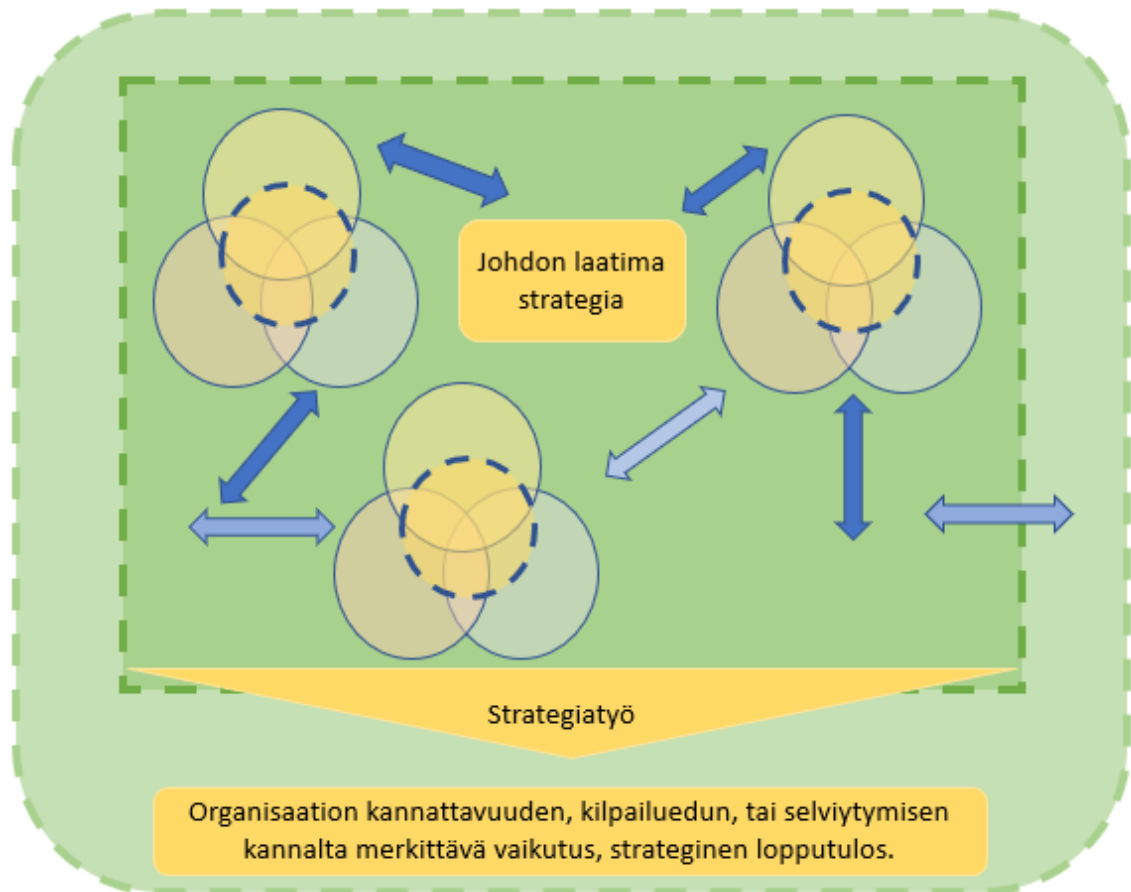 Johdon laatima
strategia
Strategiatyö
Organisaation kannattavuuden, kilpailuedun, tai selviytymisen
kannalta merkittävä vaikutus, strateginen lopputulos.